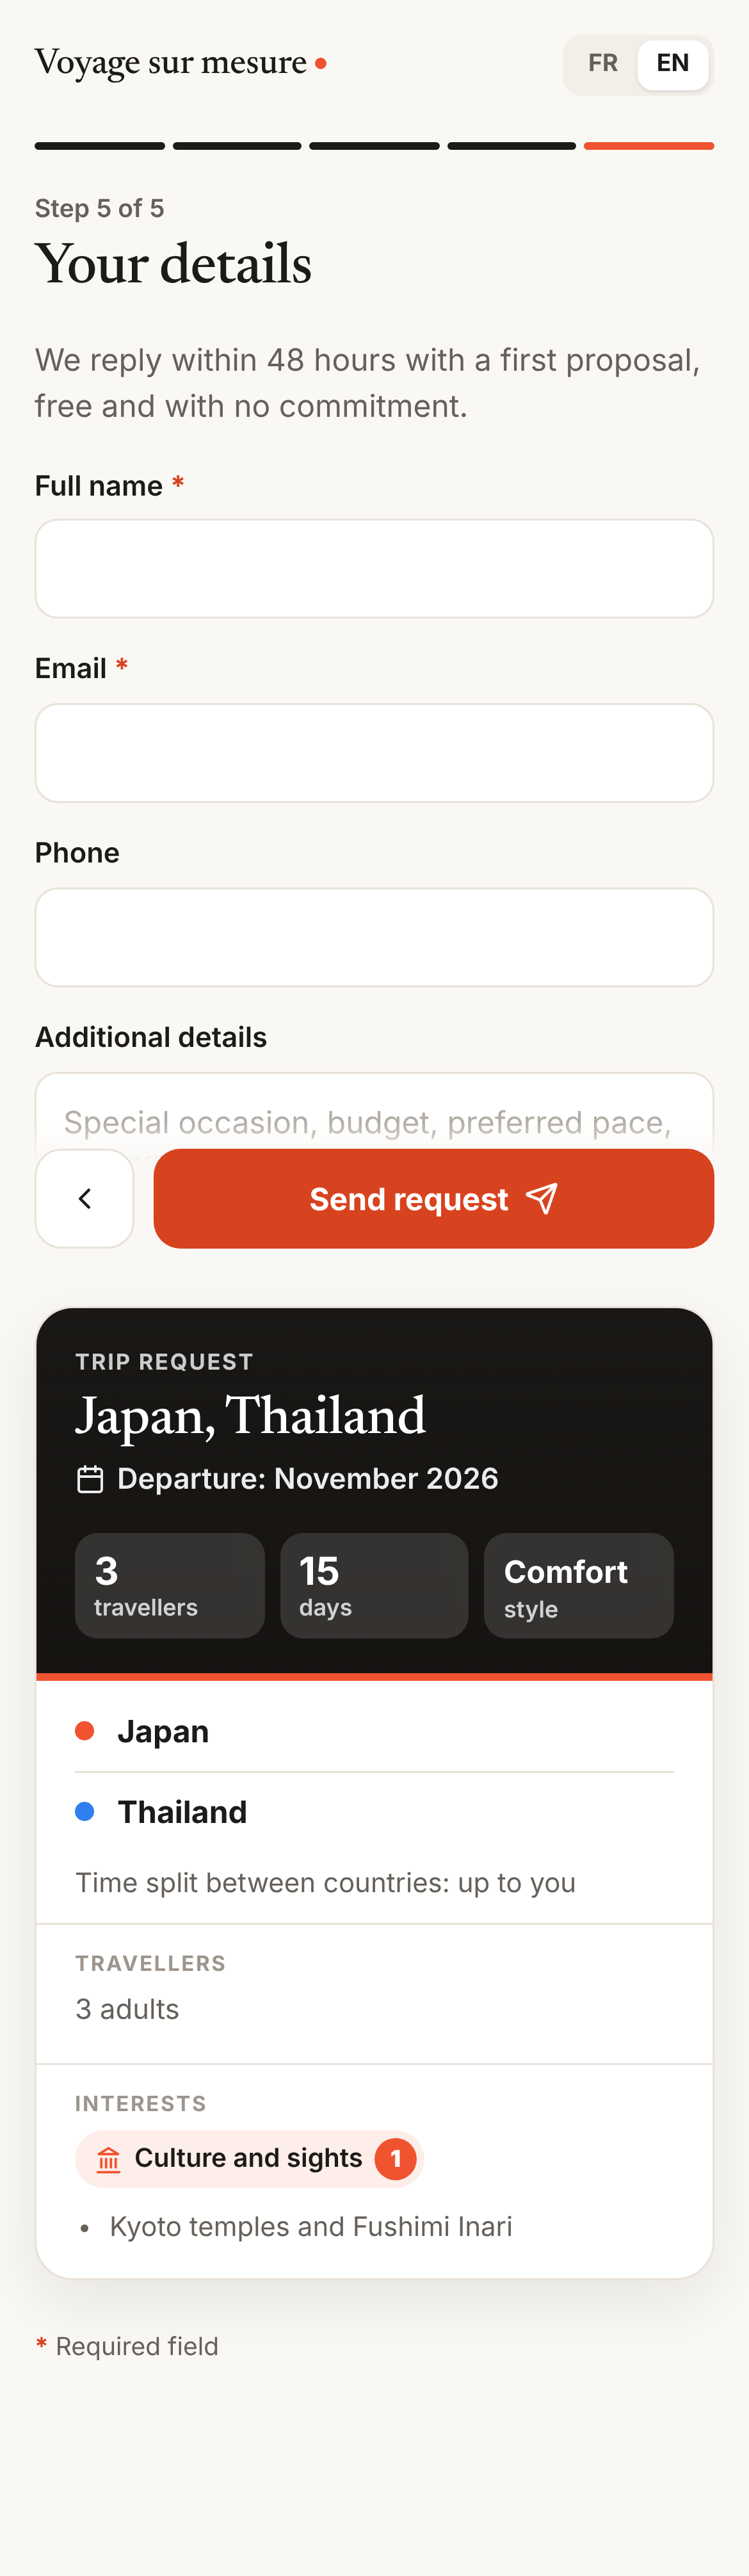 Voyage sur mesure
FR EN
Step 5 of 5
Your details
We reply within 48 hours with a first proposal,
free and with no commitment.
Full name *
Email *
Phone
Additional details
Special occasion, budget, preferred pace,
Send request
TRIP REQUEST
Japan, Thailand
Departure: November 2026
3
travellers
15
days
Comfort
style
Japan
Thailand
Time split between countries: up to you
TRAVELLERS
3 adults
INTERESTS
Culture and sights 1
• Kyoto temples and Fushimi Inari
* Required field